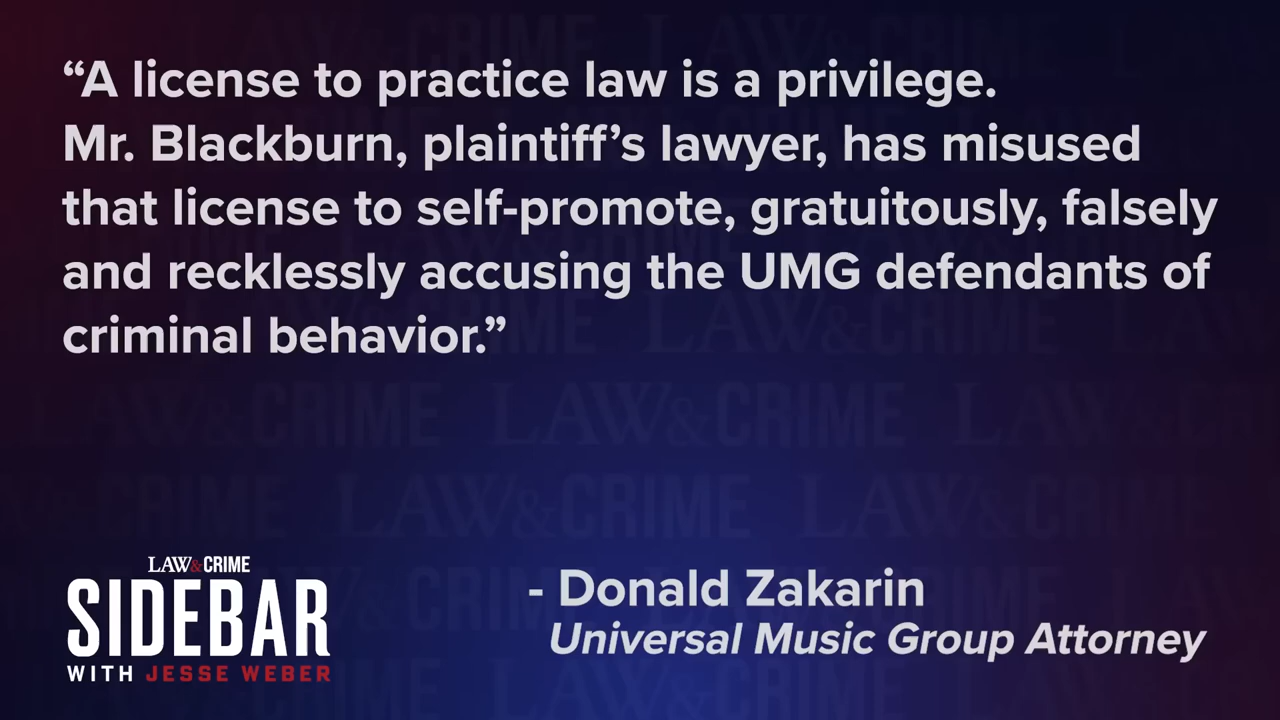 “A license to practice law is a privilege.
Mr. Blackburn, plaintiff’s lawyer, has misused
that license to self-promote, gratuitously, falsely
and recklessly accusing the UMG defendants of
criminal behavior.”
LAW&CRIME
SIDEBAR
WITH JESSE WEBER
- Donald Zakarin
Universal Music Group Attorney